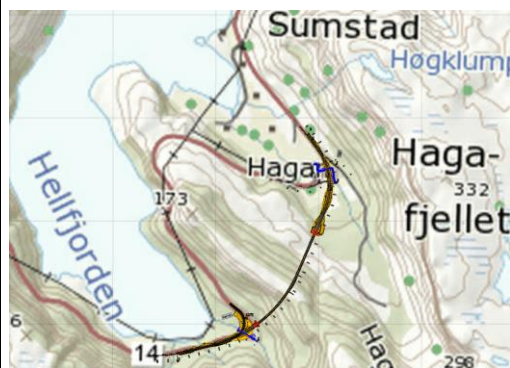 Sumstad
Høgklump
Haga-
Haga
332
fjellet
173
Hellfjorden
6
14
Hag
298